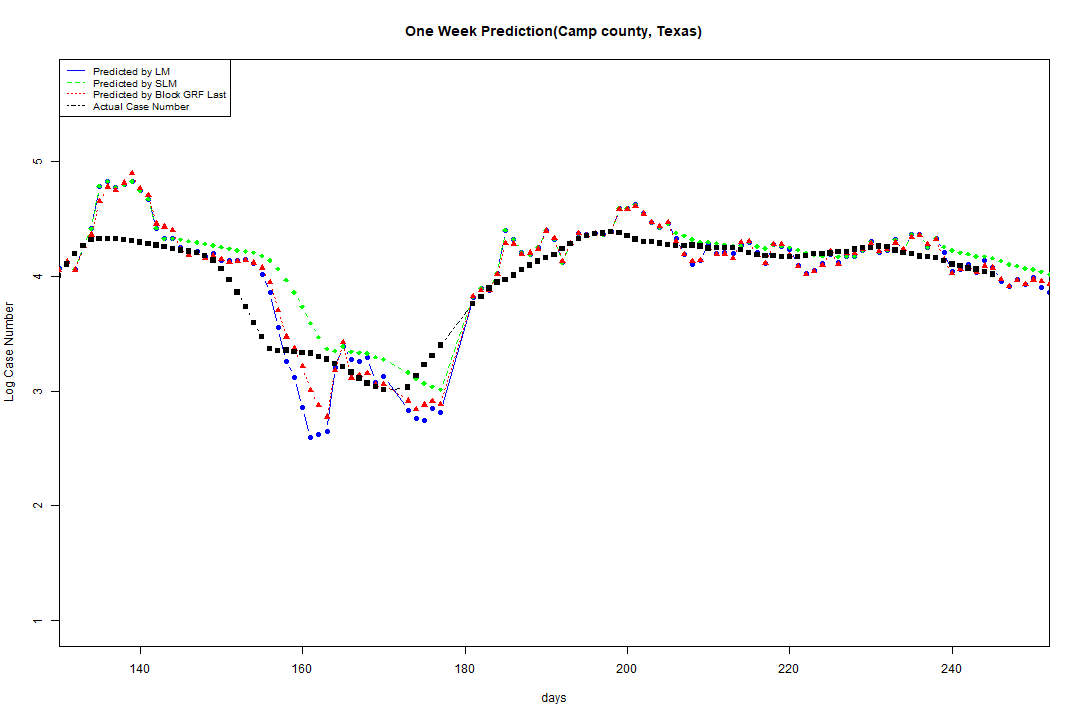 One Week Prediction(Camp county, Texas)
Predicted by LM
Predicted by SLM
Predicted by Block GRF Last
Actual Case Number
5
4
3
2
1
Log Case Number
140 160 180 200 220 240
days